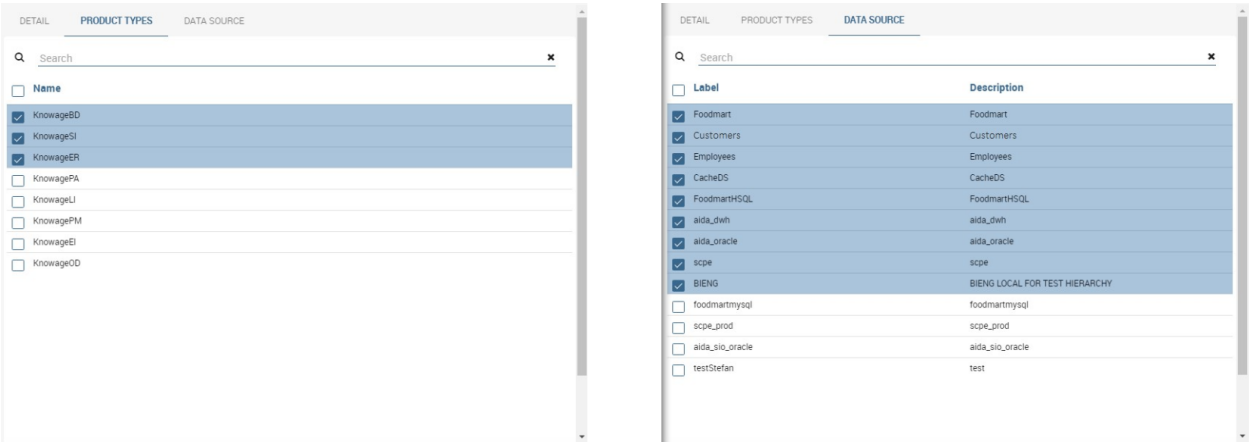 DETAIL PRODUCT TYPES DATA SOURCE
Search
Name
KnowageBD
KnowageSI
KnowageER
KnowagePA
KnowageLI
KnowagePM
KnowageEI
KnowageOD
DETAIL PRODUCT TYPES DATA SOURCE
Search
Label Description
Foodmart Foodmart
Customers Customers
Employees Employees
CacheDS CacheDS
FoodmartHSQL FoodmartHSQL
aida_dwh aida_dwh
aida_oracle aida_oracle
scpe scpe
BIENG BIENG LOCAL FOR TEST HIERARCHY
foodmartmysql foodmartmysql
scpe_prod scpe_prod
aida_sio_oracle aida_sio_oracle
testStefan test